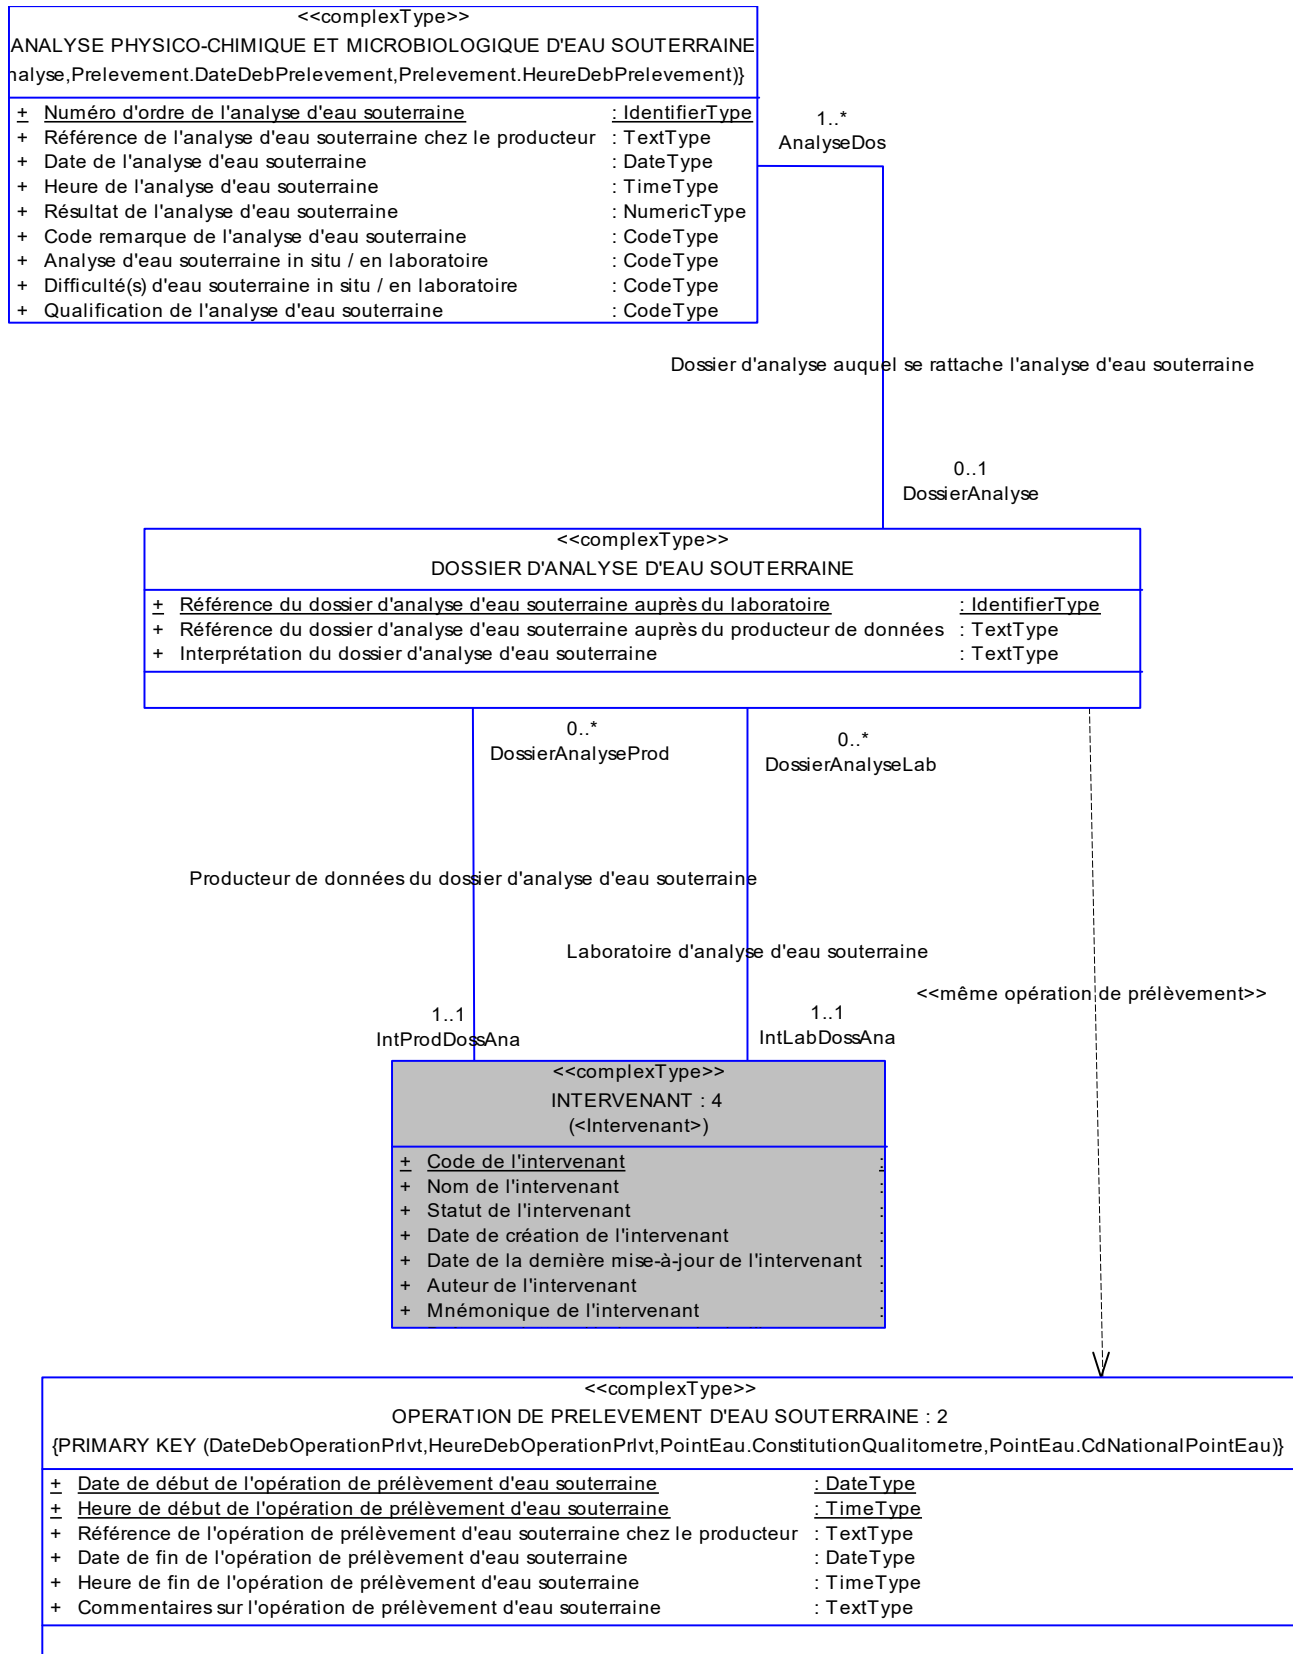 <<complexType>>
ANALYSE PHYSICO-CHIMIQUE ET MICROBIOLOGIQUE D'EAU SOUTERRAINE
nalyse,Prelevement.DateDebPrelevement,Prelevement.HeureDebPrelevement)}
+ Numéro d'ordre de l'analyse d'eau souterraine : IdentifierType
+ Référence de l'analyse d'eau souterraine chez le producteur : TextType
+ Date de l'analyse d'eau souterraine : DateType
+ Heure de l'analyse d'eau souterraine : TimeType
+ Résultat de l'analyse d'eau souterraine : NumericType
+ Code remarque de l'analyse d'eau souterraine : CodeType
+ Analyse d'eau souterraine in situ / en laboratoire : CodeType
+ Difficulté(s) d'eau souterraine in situ / en laboratoire : CodeType
+ Qualification de l'analyse d'eau souterraine : CodeType
1..*
AnalyseDos
Dossier d'analyse auquel se rattache l'analyse d'eau souterraine
0..1
DossierAnalyse
<<complexType>>
DOSSIER D'ANALYSE D'EAU SOUTERRAINE
+ Référence du dossier d'analyse d'eau souterraine auprès du laboratoire : IdentifierType
+ Référence du dossier d'analyse d'eau souterraine auprès du producteur de données : TextType
+ Interprétation du dossier d'analyse d'eau souterraine : TextType
0..*
DossierAnalyseProd
0..*
DossierAnalyseLab
Producteur de données du dossier d'analyse d'eau souterraine
Laboratoire d'analyse d'eau souterraine
<<même opération de prélèvement>>
1..1
IntProdDossAna
1..1
IntLabDossAna
<<complexType>>
INTERVENANT : 4
(<Intervenant>)
+ Code de l'intervenant :
+ Nom de l'intervenant :
+ Statut de l'intervenant :
+ Date de création de l'intervenant :
+ Date de la dernière mise-à-jour de l'intervenant :
+ Auteur de l'intervenant :
+ Mnémonique de l'intervenant :
<<complexType>>
OPERATION DE PRELEVEMENT D'EAU SOUTERRAINE : 2
{PRIMARY KEY (DateDebOperationPrlvt,HeureDebOperationPrlvt,PointEau.ConstitutionQualitometre,PointEau.CdNationalPointEau)}
+ Date de début de l'opération de prélèvement d'eau souterraine : DateType
+ Heure de début de l'opération de prélèvement d'eau souterraine : TimeType
+ Référence de l'opération de prélèvement d'eau souterraine chez le producteur : TextType
+ Date de fin de l'opération de prélèvement d'eau souterraine : DateType
+ Heure de fin de l'opération de prélèvement d'eau souterraine : TimeType
+ Commentaires sur l'opération de prélèvement d'eau souterraine : TextType